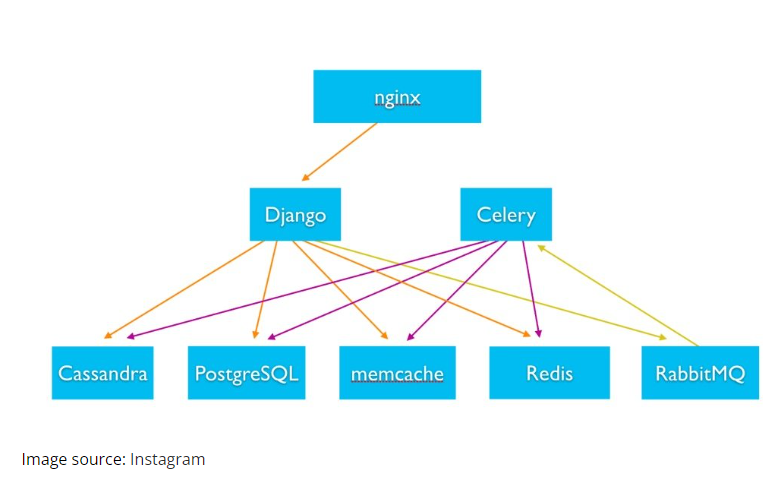 nginx
Django
Celery
Cassandra
PostgreSQL
memcache
Redis
RabbitMQ
Image source: Instagram